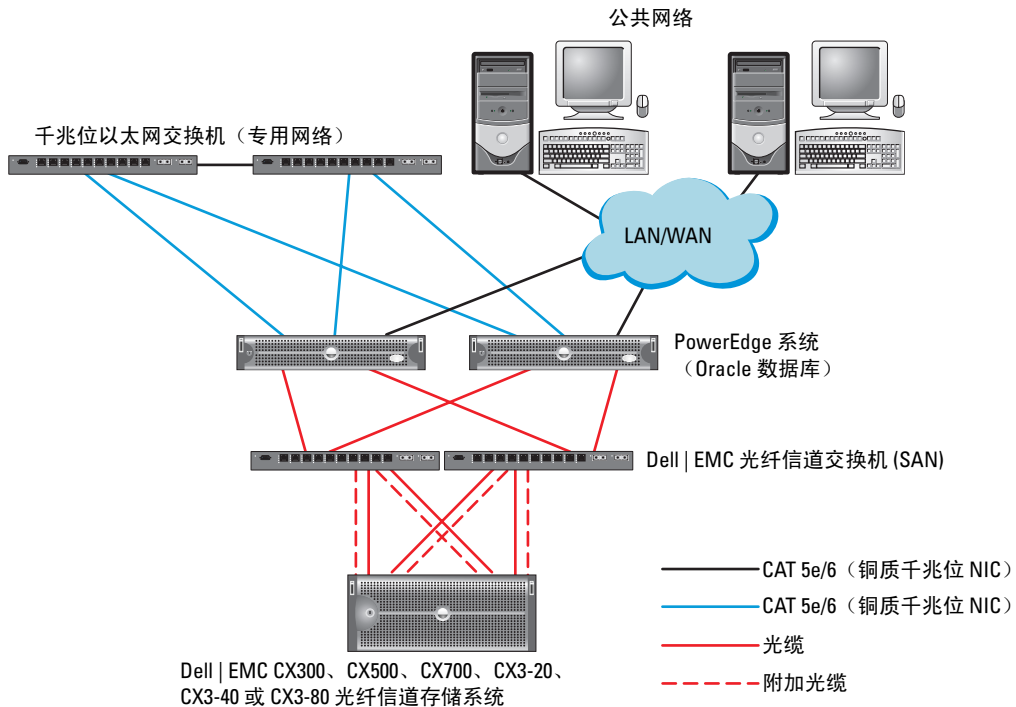 公共网络
千兆位以太网交换机（专用网络）
LAN/WAN
PowerEdge 系统
（Oracle 数据库）
Dell | EMC 光纤信道交换机 (SAN)
CAT 5e/6（铜质千兆位 NIC）
CAT 5e/6（铜质千兆位 NIC）
光缆
附加光缆
Dell | EMC CX300、CX500、CX700、CX3-20、
CX3-40 或 CX3-80 光纤信道存储系统